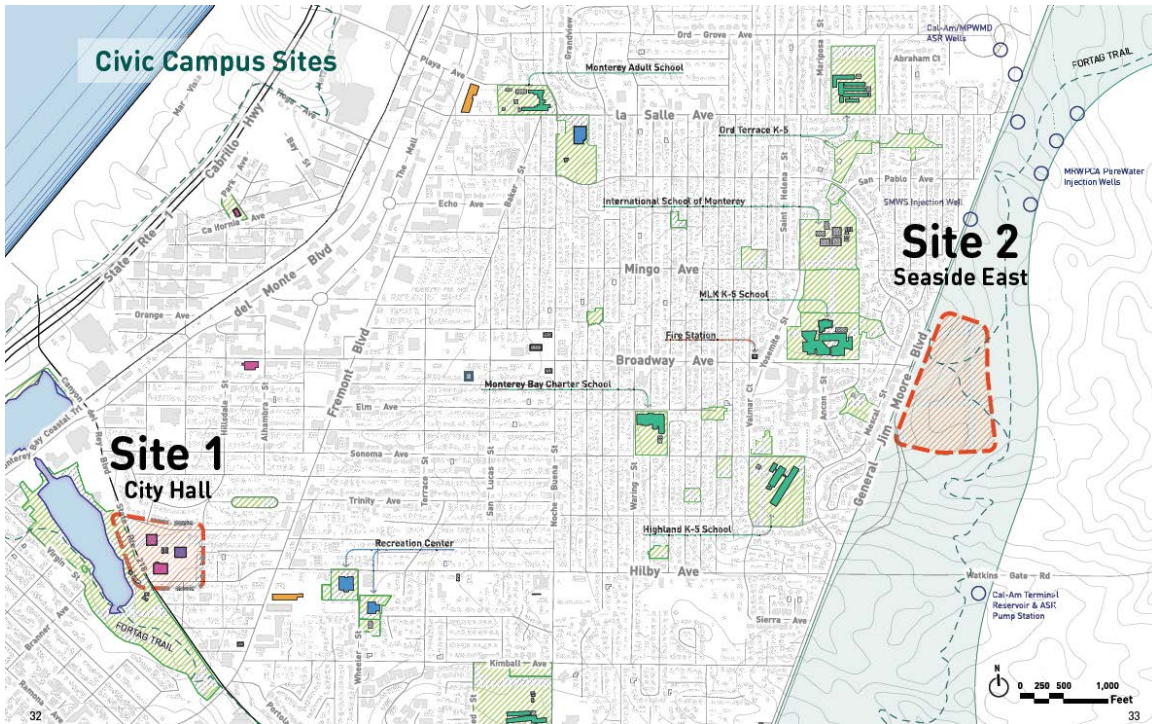 Civic Campus Sites
Ord - Grove - Ave
Cal-Am/MPWMD
ASR Wells
FORTAG TRAIL
Grandview
Mariposa St
Abraham Ct
Playa Ave
Monterey Adult School
Mar Vista
Cabrillo Hwy
la Salle Ave
Ord Terrace K-5
The Mall
Baker St
Bay St
Park Ave
MRWPCA PureWater
Injection Wells
San Pablo Ave
Saint Helena St
Echo Ave
International School of Monterey
SMWS Injection Well
State Rte 1
Site 2
Seaside East
Mingo Ave
del Monte Blvd
MLK K-5 School
Orange Ave
Fremont Blvd
Fire Station
Yosemite St
Broadway Ave
Monterey Bay Charter School
Hillsdale St
Alhambra St
Elm Ave
Valmar Ct
Ancon St
Mescal St
General Jim Moore Blvd
Site 1
City Hall
Sonoma Ave
Terrace St
San Lucas St
Noche Buena St
Waring St
Trinity Ave
Highland K-5 School
Recreation Center
Hilby Ave
Virgin St
Watkins Gate Rd
Cal-Am Terminal
Reservoir & ASR
Pump Station
Branner Ave
FORTAG TRAIL
Wheeler St
Sierra Ave
Kimball Ave
Ramona Ave
N
0 250 500 1,000
Feet
32
33